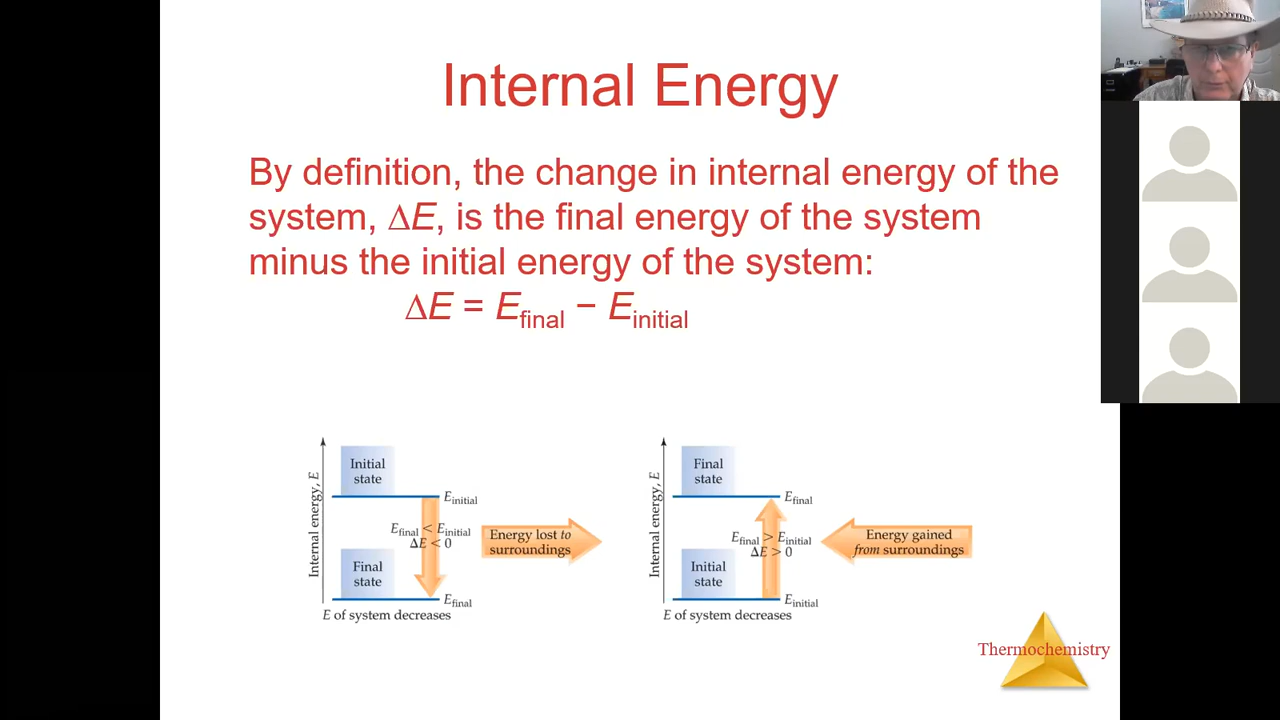 Internal Energy
By definition, the change in internal energy of the
system, ΔE, is the final energy of the system
minus the initial energy of the system:
ΔE = Efinal − Einitial
Internal energy, E
Initial
state
Einitial
Efinal < Einitial
ΔE < 0
Energy lost to
surroundings
Final
state
Efinal
E of system decreases
Internal energy, E
Final
state
Efinal
Efinal > Einitial
ΔE > 0
Energy gained
from surroundings
Initial
state
Einitial
E of system decreases
Thermochemistry